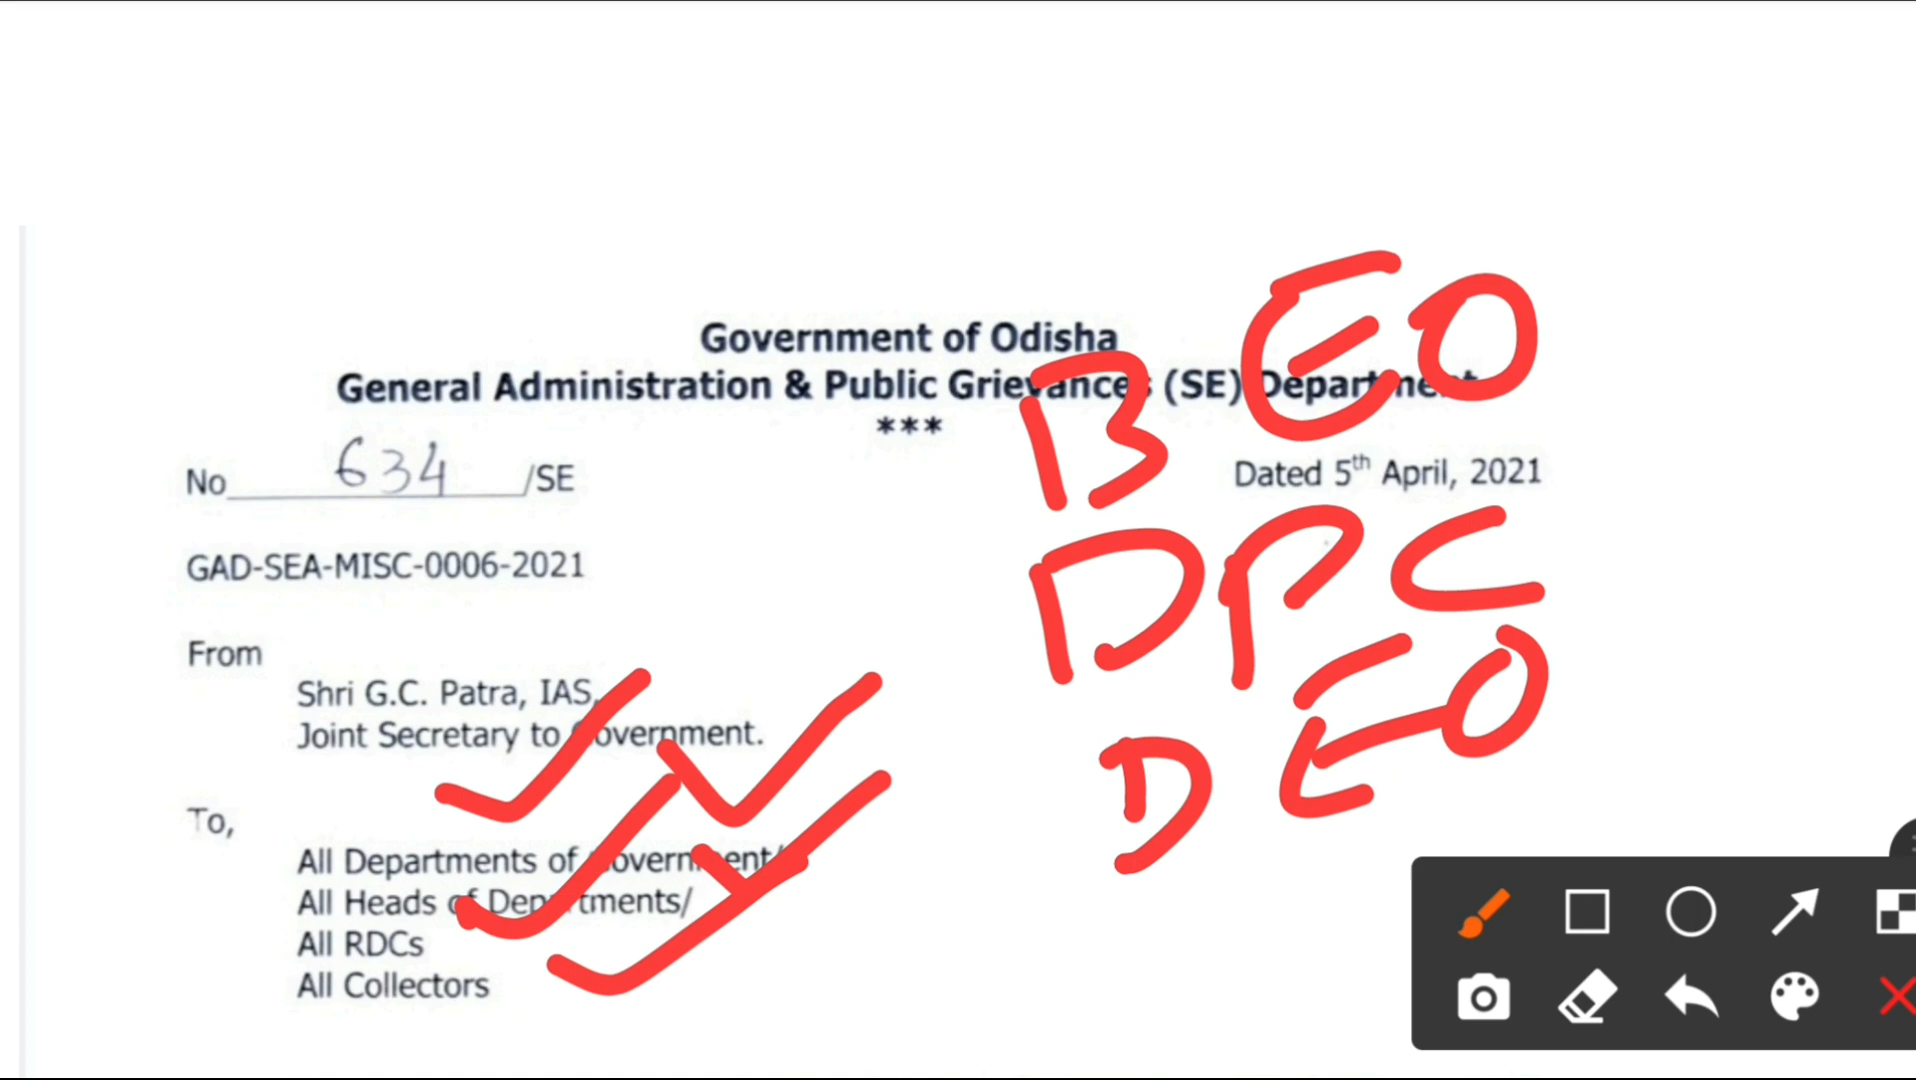 Government of Odisha
General Administration & Public Grievances (SE) Department
***
No 634 /SE
Dated 5th April, 2021
GAD-SEA-MISC-0006-2021
From
Shri G.C. Patra, IAS,
Joint Secretary to Government.
To,
All Departments of Government/
All Heads of Departments/
All RDCs
All Collectors
BEO
DPC
DEO